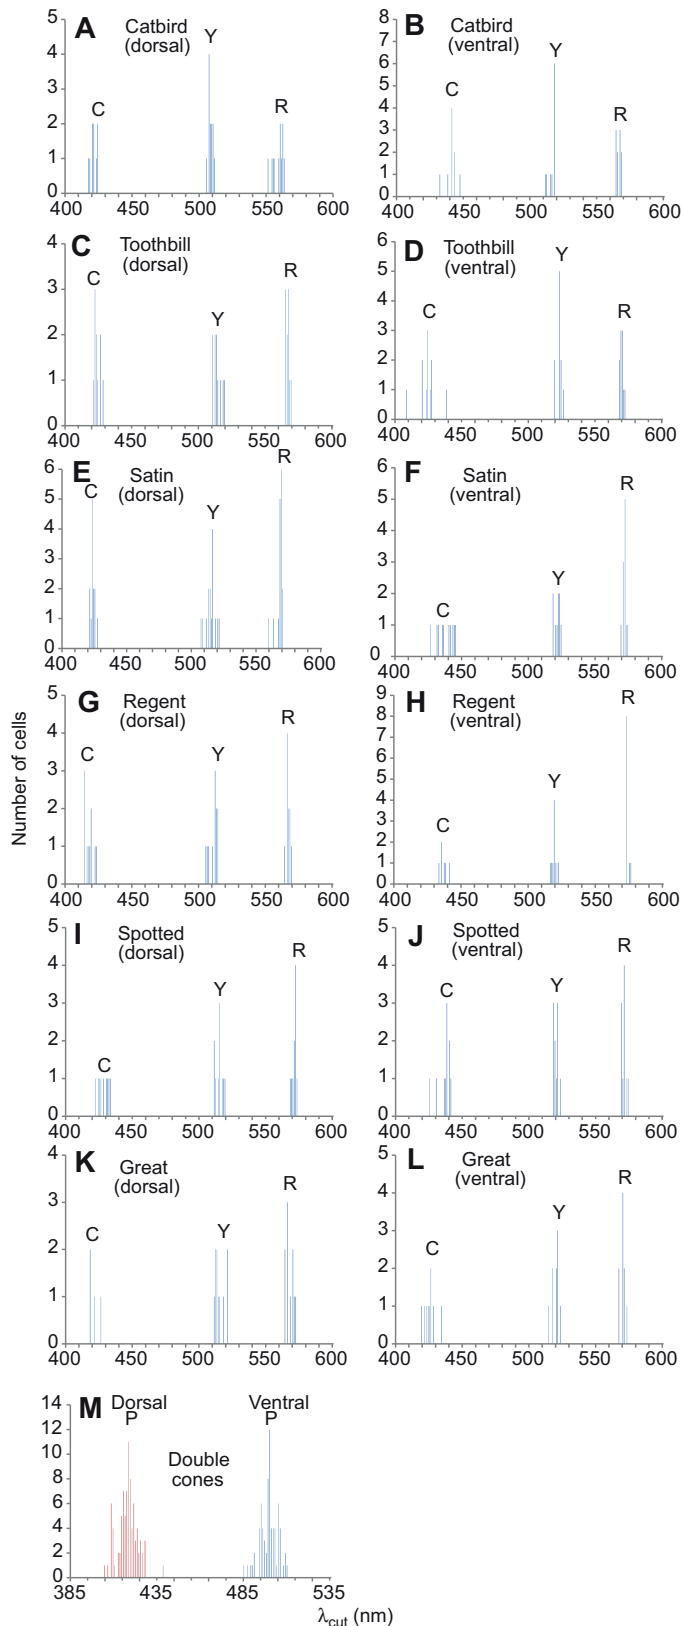 A
Catbird
(dorsal)
C
Y
R
5
4
3
2
1
0
400 450 500 550 600
B
Catbird
(ventral)
C
Y
R
8
7
6
5
4
3
2
1
0
400 450 500 550 600
C
Toothbill
(dorsal)
C
Y
R
4
3
2
1
0
400 450 500 550 600
D
Toothbill
(ventral)
C
Y
R
6
5
4
3
2
1
0
400 450 500 550 600
E
Satin
(dorsal)
C
Y
R
6
5
4
3
2
1
0
400 450 500 550 600
F
Satin
(ventral)
C
Y
R
6
5
4
3
2
1
0
400 450 500 550 600
Number of cells
G
Regent
(dorsal)
C
Y
R
5
4
3
2
1
0
400 450 500 550 600
H
Regent
(ventral)
C
Y
R
9
8
7
6
5
4
3
2
1
0
400 450 500 550 600
I
Spotted
(dorsal)
C
Y
R
5
4
3
2
1
0
400 450 500 550 600
J
Spotted
(ventral)
C
Y
R
5
4
3
2
1
0
400 450 500 550 600
K
Great
(dorsal)
C
Y
R
4
3
2
1
0
400 450 500 550 600
L
Great
(ventral)
C
Y
R
5
4
3
2
1
0
400 450 500 550 600
M
Dorsal
P
Ventral
P
Double
cones
14
12
10
8
6
4
2
0
385 435 485 535
λcut (nm)